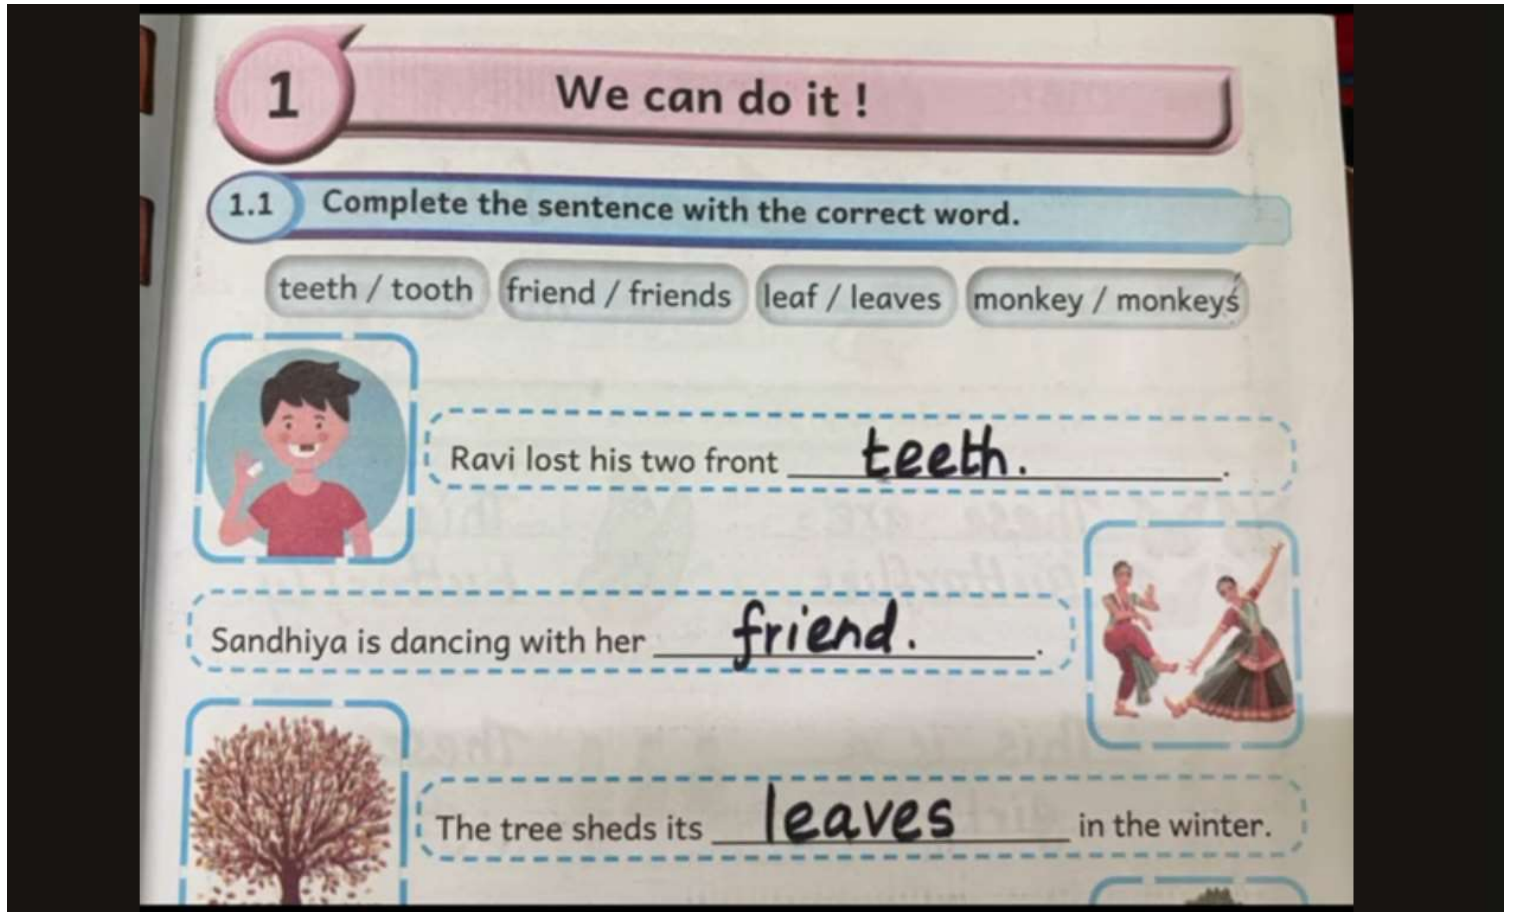 1 We can do it !
1.1 Complete the sentence with the correct word.
teeth / tooth friend / friends leaf / leaves monkey / monkeys
Ravi lost his two front teeth. .
Sandhiya is dancing with her friend. .
The tree sheds its leaves in the winter.